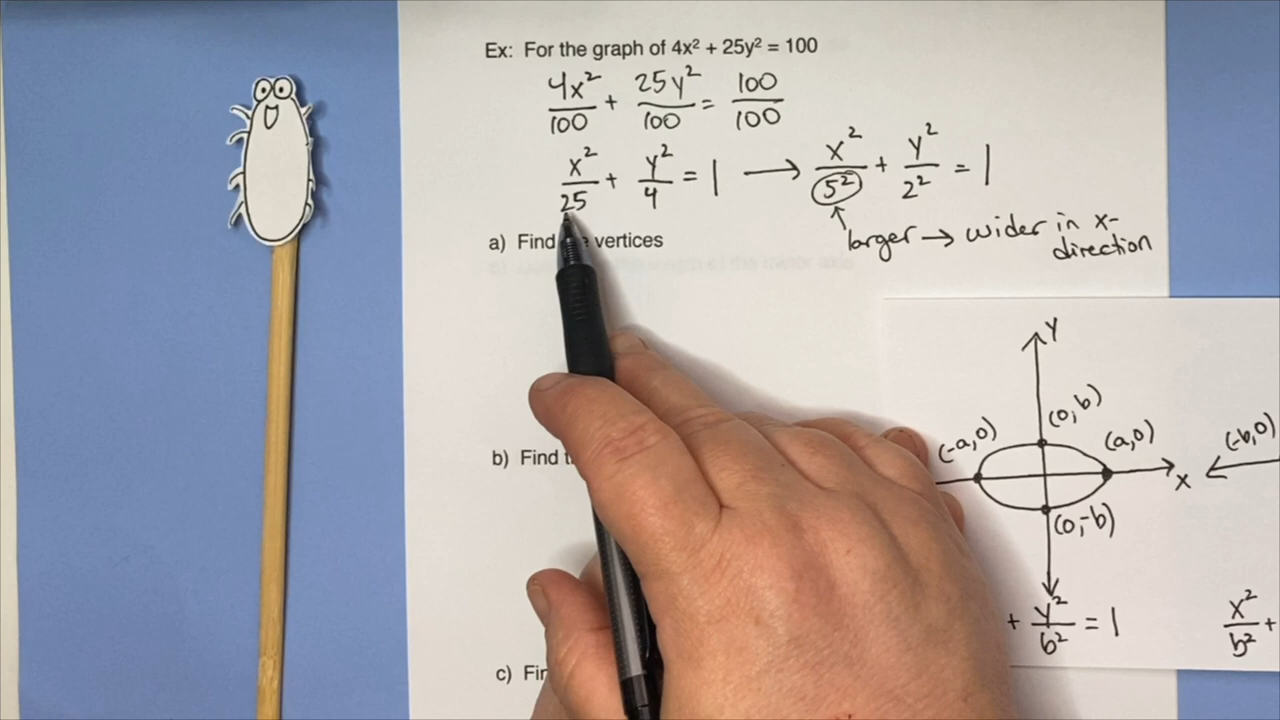 Ex: For the graph of 4x² + 25y² = 100
4x²/100 + 25y²/100 = 100/100
x²/25 + y²/4 = 1 → x²/5² + y²/2² = 1
larger → wider in x-
direction
a) Find vertices
b) Find
c)
y
(0,b)
(-a,0)
(a,0)
(-b,0)
x
(0,-b)
+ y²/b² = 1
x²/b² +